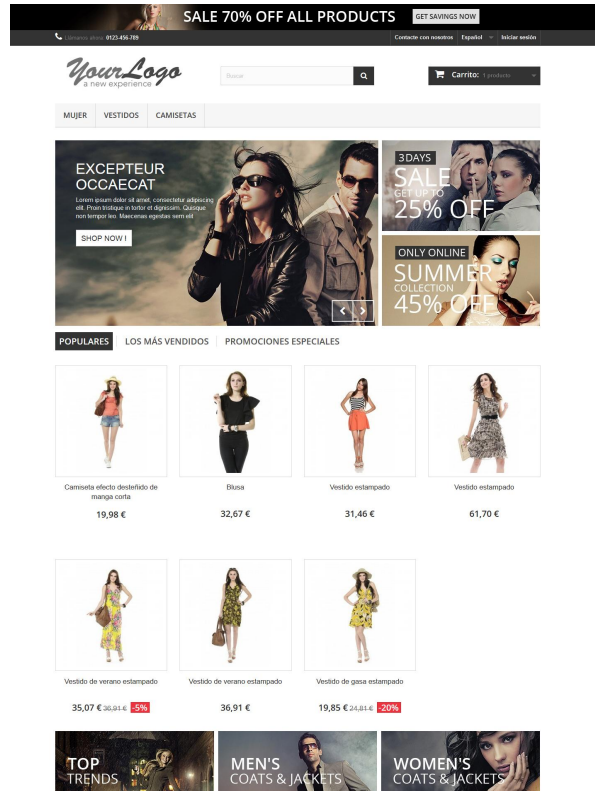 SALE 70% OFF ALL PRODUCTS
GET SAVINGS NOW
Llámanos ahora: 0123-456-789
Contacte con nosotros
Español
Iniciar sesión
YourLogo
a new experience
Buscar
Carrito: 1 producto
MUJER
VESTIDOS
CAMISETAS
EXCEPTEUR
OCCAECAT
Lorem ipsum dolor sit amet, consectetur adipiscing
elit. Proin tristique in tortor et dignissim. Quisque
non tempor leo. Maecenas egestas sem elit
SHOP NOW !
3DAYS
SALE
GET UP TO
25% OFF
ONLY ONLINE
SUMMER
COLLECTION
45% OFF
POPULARES
LOS MÁS VENDIDOS
PROMOCIONES ESPECIALES
Camiseta efecto desteñido de
manga corta
19,98 €
Blusa
32,67 €
Vestido estampado
31,46 €
Vestido estampado
61,70 €
Vestido de verano estampado
35,07 € 36,91 € -5%
Vestido de verano estampado
36,91 €
Vestido de gasa estampado
19,85 € 24,81 € -20%
TOP
TRENDS
MEN'S
COATS & JACKETS
WOMEN'S
COATS & JACKETS